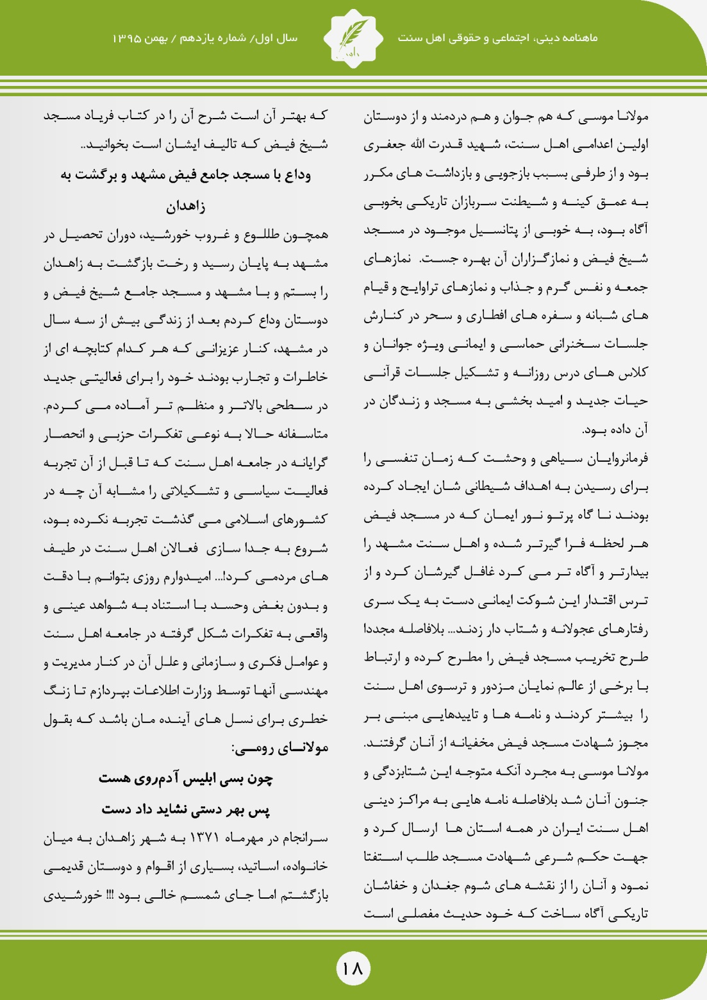 ماهنامه دینی، اجتماعی و حقوقی اهل سنت
سال اول/ شماره یازدهم / بهمن ۱۳۹۵
مولانا موسی که هم جوان و هم دردمند و از دوستان
اولین اعدامی اهل سنت، شهید قدرت الله جعفری
بود و از طرفی بسبب بازجویی و بازداشت های مکرر
به عمق کینه و شیطنت سربازان تاریکی بخوبی
آگاه بود، به خوبی از پتانسیل موجود در مسجد
شیخ فیض و نمازگزاران آن بهره جست. نمازهای
جمعه و نفس گرم و جذاب و نمازهای تراوایح و قیام
های شبانه و سفره های افطاری و سحر در کنارش
جلسات سخنرانی حماسی و ایمانی ویژه جوانان و
کلاس های درس روزانه و تشکیل جلسات قرآنی
حیات جدید و امید بخشی به مسجد و زندگان در
آن داده بود.
فرمانروایان سیاهی و وحشت که زمان تنفسی را
برای رسیدن به اهداف شیطانی شان ایجاد کرده
بودند نا گاه پرتو نور ایمان که در مسجد فیض
هر لحظه فرا گیرتر شده و اهل سنت مشهد را
بیدارتر و آگاه تر می کرد غافل گیرشان کرد و از
ترس اقتدار این شوکت ایمانی دست به یک سری
رفتارهای عجولانه و شتاب دار زدند... بلافاصله مجددا
طرح تخریب مسجد فیض را مطرح کرده و ارتباط
با برخی از عالم نمایان مزدور و ترسوی اهل سنت
را بیشتر کردند و نامه ها و تاییدهایی مبنی بر
مجوز شهادت مسجد فیض مخفیانه از آنان گرفتند.
مولانا موسی به مجرد آنکه متوجه این شتابزدگی و
جنون آنان شد بلافاصله نامه هایی به مراکز دینی
اهل سنت ایران در همه استان ها ارسال کرد و
جهت حکم شرعی شهادت مسجد طلب استفتا
نمود و آنان را از نقشه های شوم جغدان و خفاشان
تاریکی آگاه ساخت که خود حدیث مفصلی است
که بهتر آن است شرح آن را در کتاب فریاد مسجد
شیخ فیض که تالیف ایشان است بخوانید..
وداع با مسجد جامع فیض مشهد و برگشت به
زاهدان
همچون طللوع و غروب خورشید، دوران تحصیل در
مشهد به پایان رسید و رخت بازگشت به زاهدان
را بستم و با مشهد و مسجد جامع شیخ فیض و
دوستان وداع کردم بعد از زندگی بیش از سه سال
در مشهد، کنار عزیزانی که هر کدام کتابچه ای از
خاطرات و تجارب بودند خود را برای فعالیتی جدید
در سطحی بالاتر و منظم تر آماده می کردم.
متاسفانه حالا به نوعی تفکرات حزبی و انحصار
گرایانه در جامعه اهل سنت که تا قبل از آن تجربه
فعالیت سیاسی و تشکیلاتی را مشابه آن چه در
کشورهای اسلامی می گذشت تجربه نکرده بود،
شروع به جدا سازی فعالان اهل سنت در طیف
های مردمی کرد!... امیدوارم روزی بتوانم با دقت
و بدون بغض وحسد با استناد به شواهد عینی و
واقعی به تفکرات شکل گرفته در جامعه اهل سنت
و عوامل فکری و سازمانی و علل آن در کنار مدیریت و
مهندسی آنها توسط وزارت اطلاعات بپردازم تا زنگ
خطری برای نسل های آینده مان باشد که بقول
مولانای رومی:
چون بسی ابلیس آدم‌روی هست
پس بهر دستی نشاید داد دست
سرانجام در مهرماه ۱۳۷۱ به شهر زاهدان به میان
خانواده، اساتید، بسیاری از اقوام و دوستان قدیمی
بازگشتم اما جای شمسم خالی بود !!! خورشیدی
۱۸